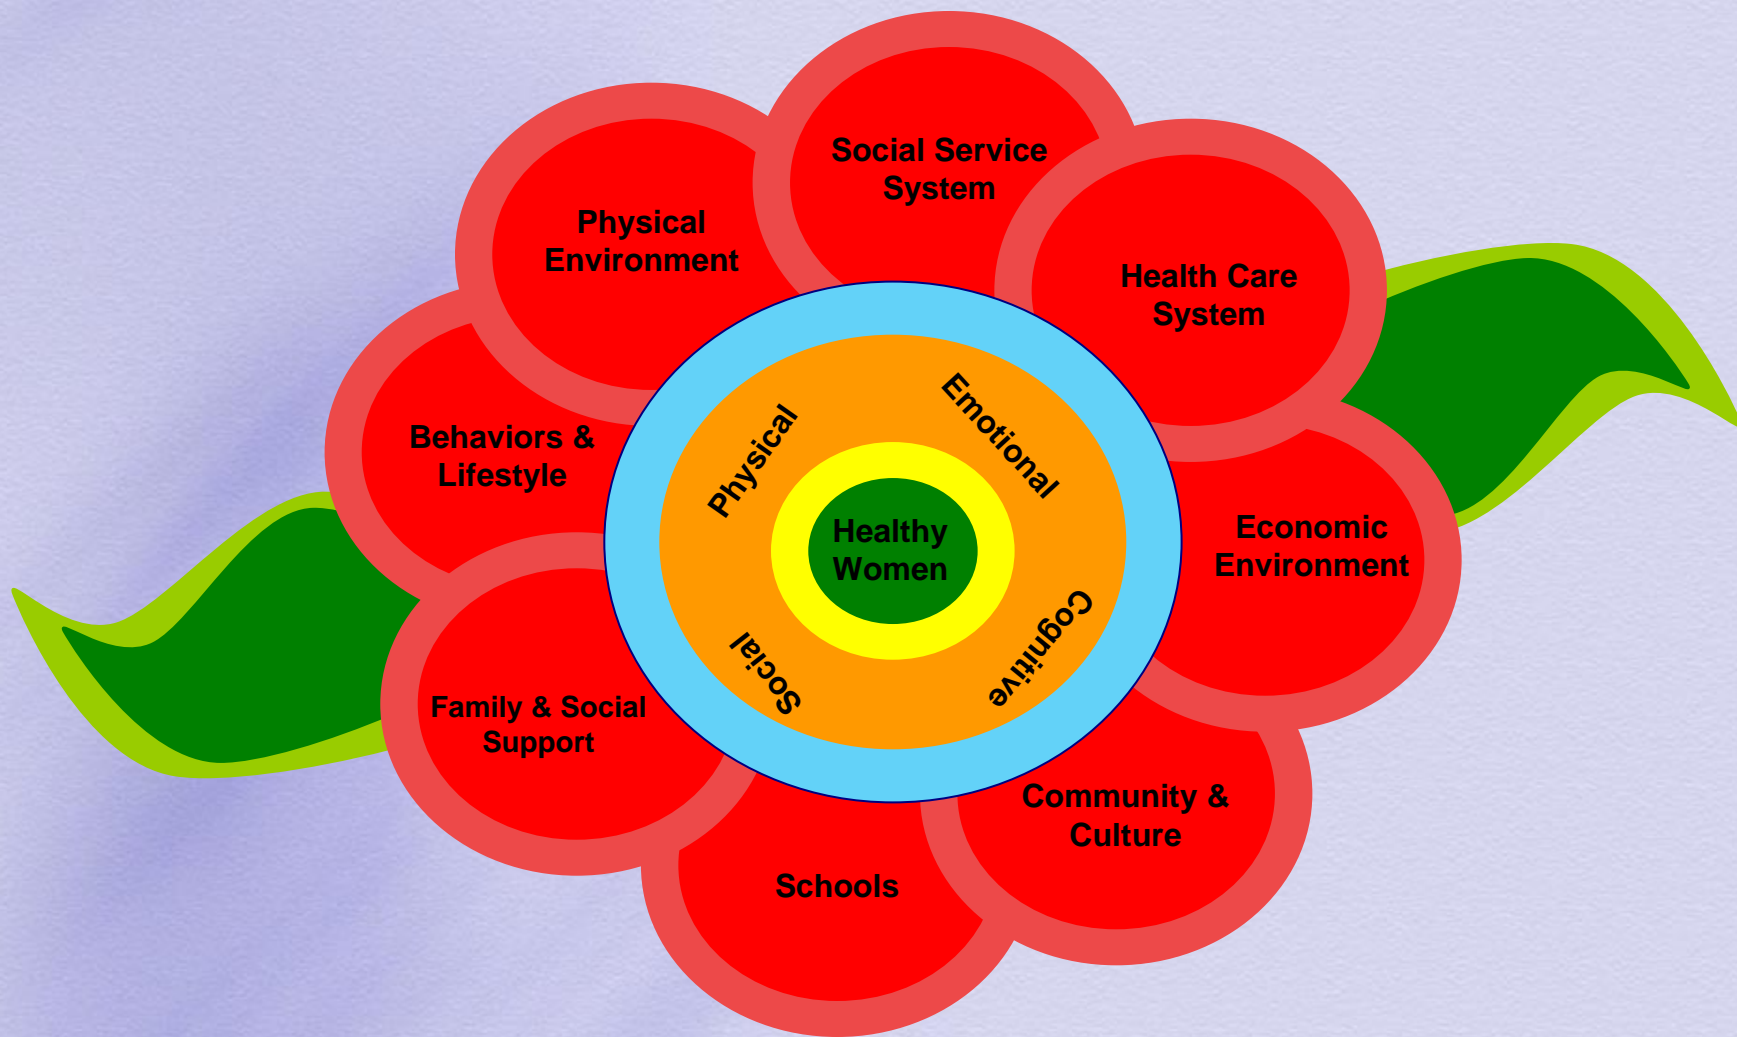 Social Service
System
Physical
Environment
Health Care
System
Behaviors &
Lifestyle
Physical
Emotional
Healthy
Women
Economic
Environment
Social
Cognitive
Family & Social
Support
Community &
Culture
Schools